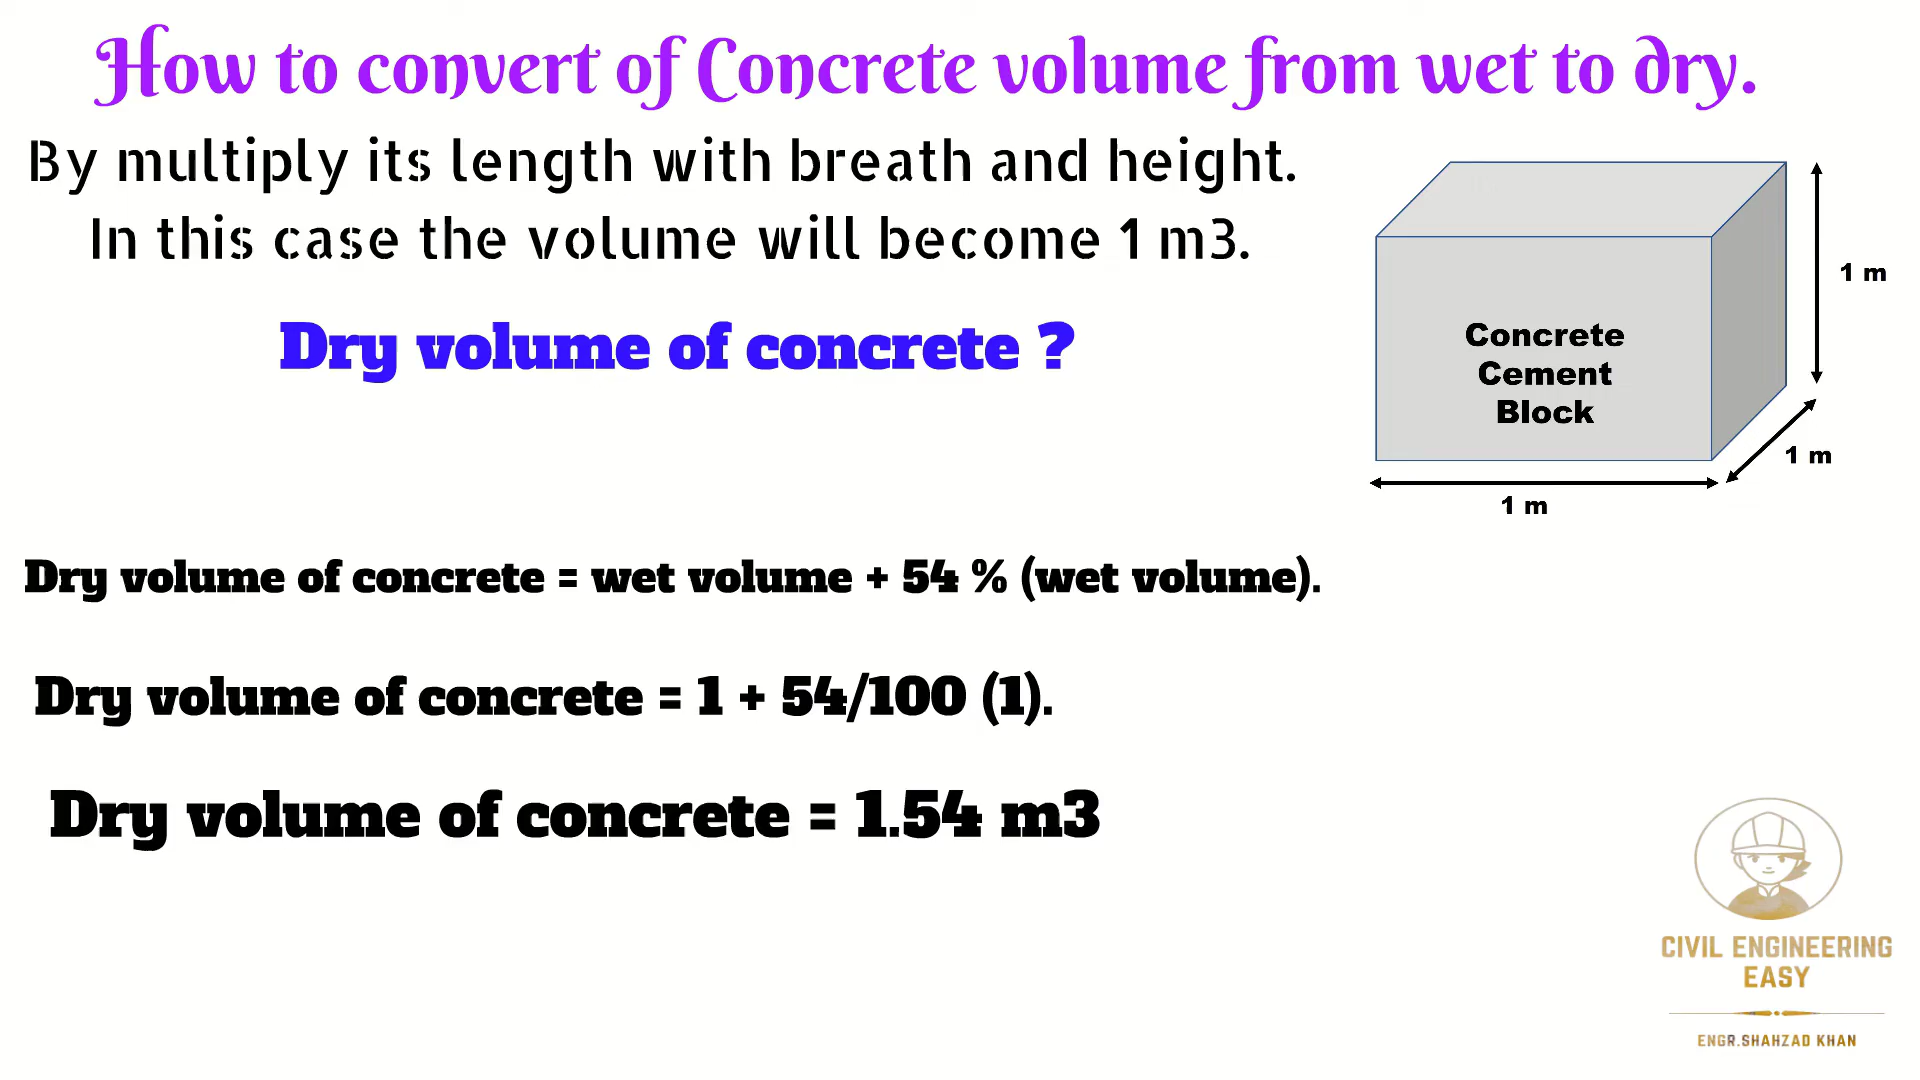 How to convert of Concrete volume from wet to dry.
By multiply its length with breath and height.
In this case the volume will become 1 m3.
Dry volume of concrete ?
Concrete
Cement
Block
1 m
1 m
1 m
Dry volume of concrete = wet volume + 54 % (wet volume).
Dry volume of concrete = 1 + 54/100 (1).
Dry volume of concrete = 1.54 m3
CIVIL ENGINEERING
EASY
ENGR.SHAHZAD KHAN